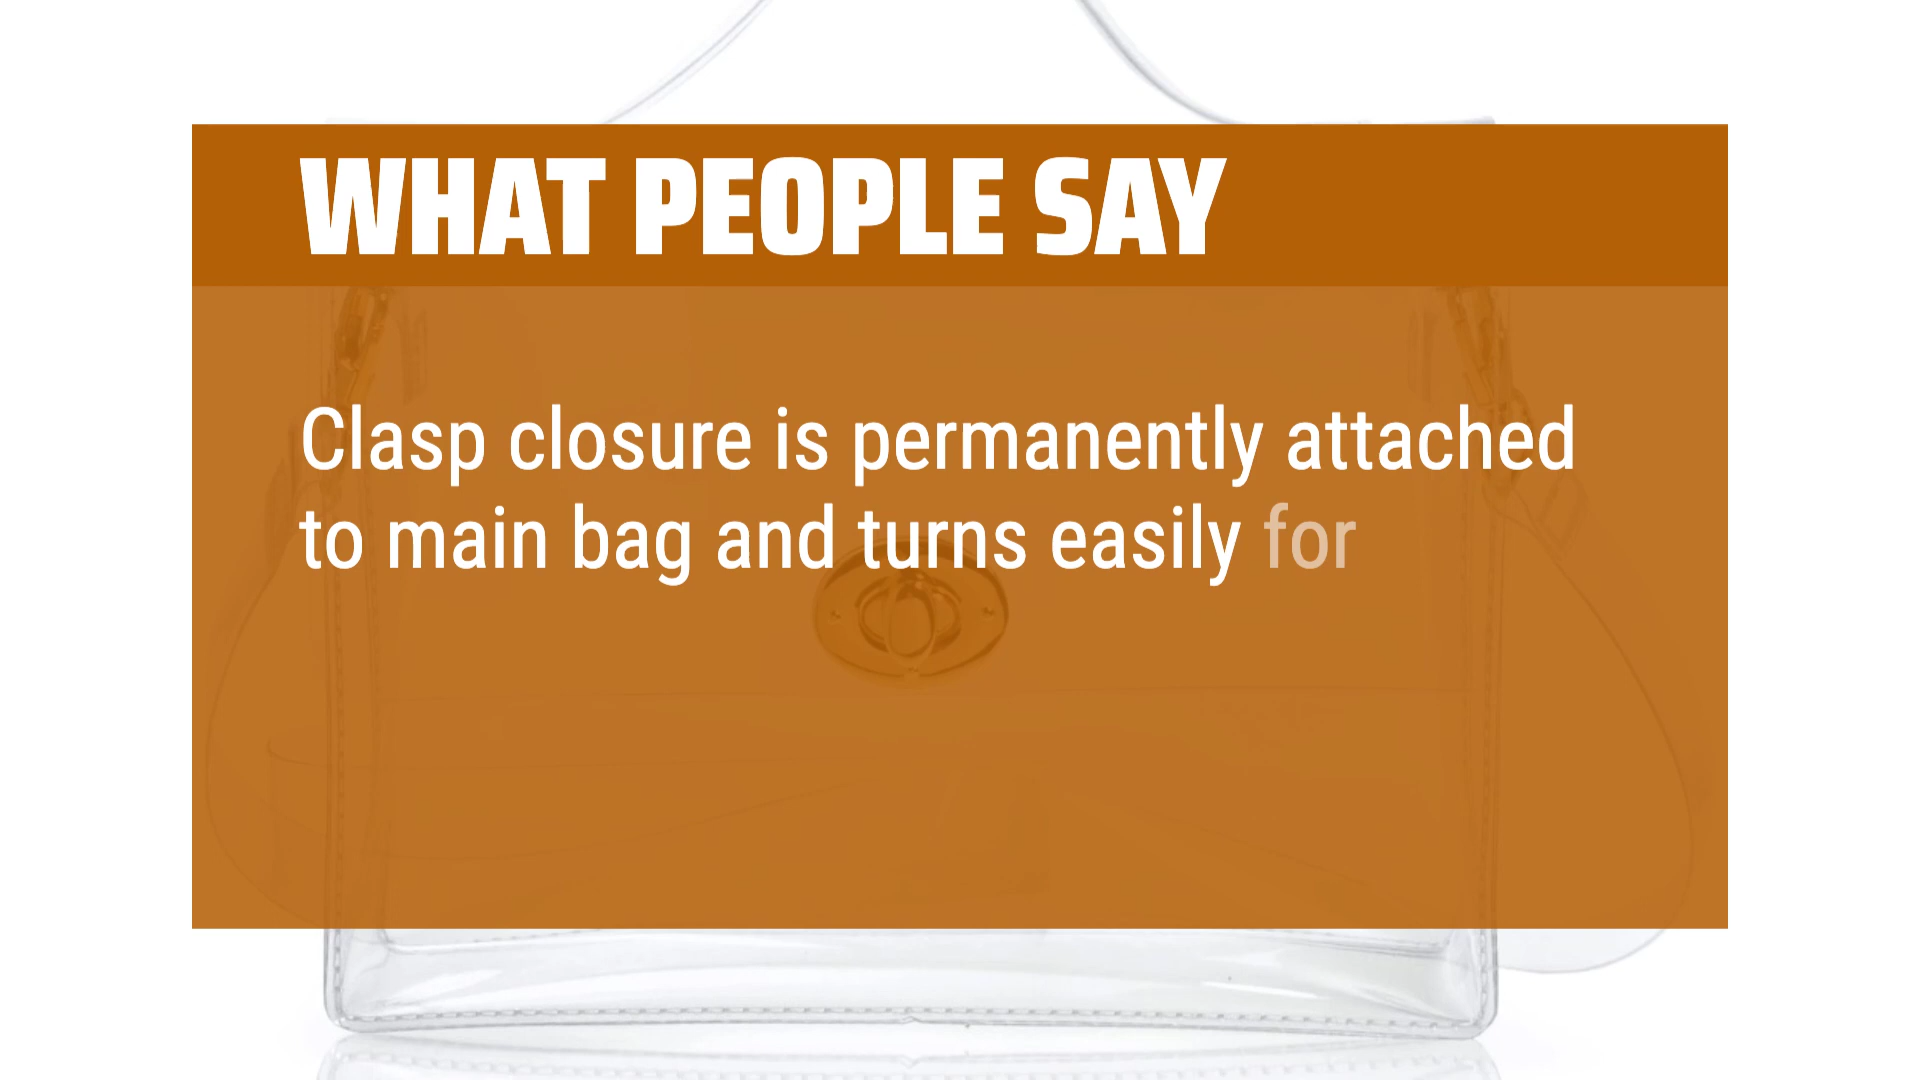 WHAT PEOPLE SAY
Clasp closure is permanently attached
to main bag and turns easily for